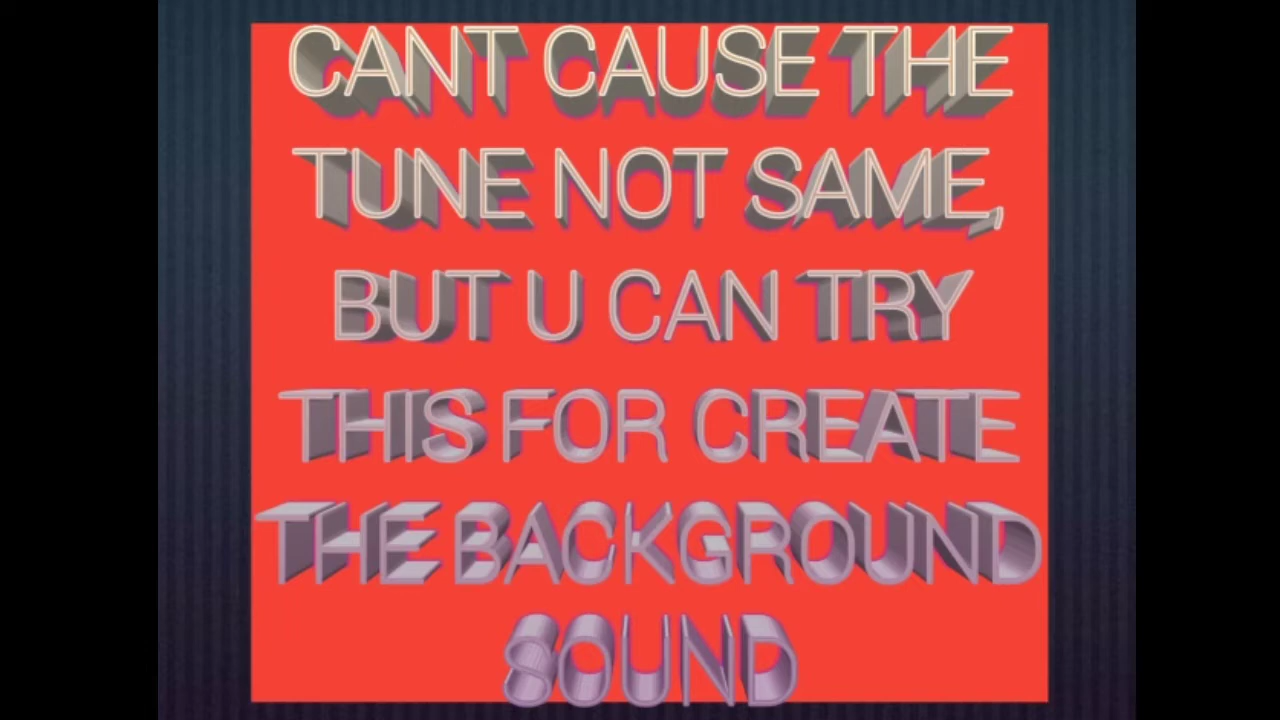 CANT CAUSE THE
TUNE NOT SAME,
BUT U CAN TRY
THIS FOR CREATE
THE BACKGROUND
SOUND